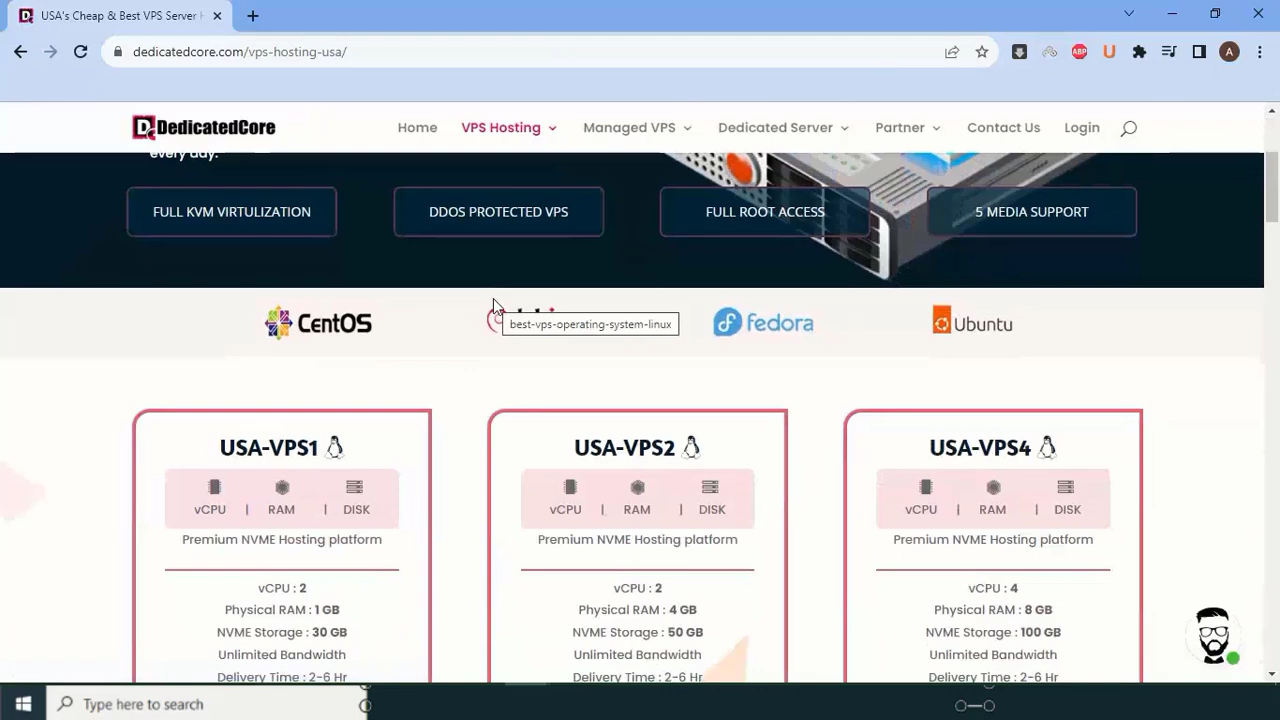 USA's Cheap & Best VPS Server H
dedicatedcore.com/vps-hosting-usa/
ABP
U
A
D DedicatedCore
Home
VPS Hosting
Managed VPS
Dedicated Server
Partner
Contact Us
Login
every day.
FULL KVM VIRTULIZATION
DDOS PROTECTED VPS
FULL ROOT ACCESS
5 MEDIA SUPPORT
CentOS
best-vps-operating-system-linux
fedora
Ubuntu
USA-VPS1
vCPU | RAM | DISK
Premium NVME Hosting platform
vCPU : 2
Physical RAM : 1 GB
NVME Storage : 30 GB
Unlimited Bandwidth
Delivery Time : 2-6 Hr
USA-VPS2
vCPU | RAM | DISK
Premium NVME Hosting platform
vCPU : 2
Physical RAM : 4 GB
NVME Storage : 50 GB
Unlimited Bandwidth
Delivery Time : 2-6 Hr
USA-VPS4
vCPU | RAM | DISK
Premium NVME Hosting platform
vCPU : 4
Physical RAM : 8 GB
NVME Storage : 100 GB
Unlimited Bandwidth
Delivery Time : 2-6 Hr
Type here to search